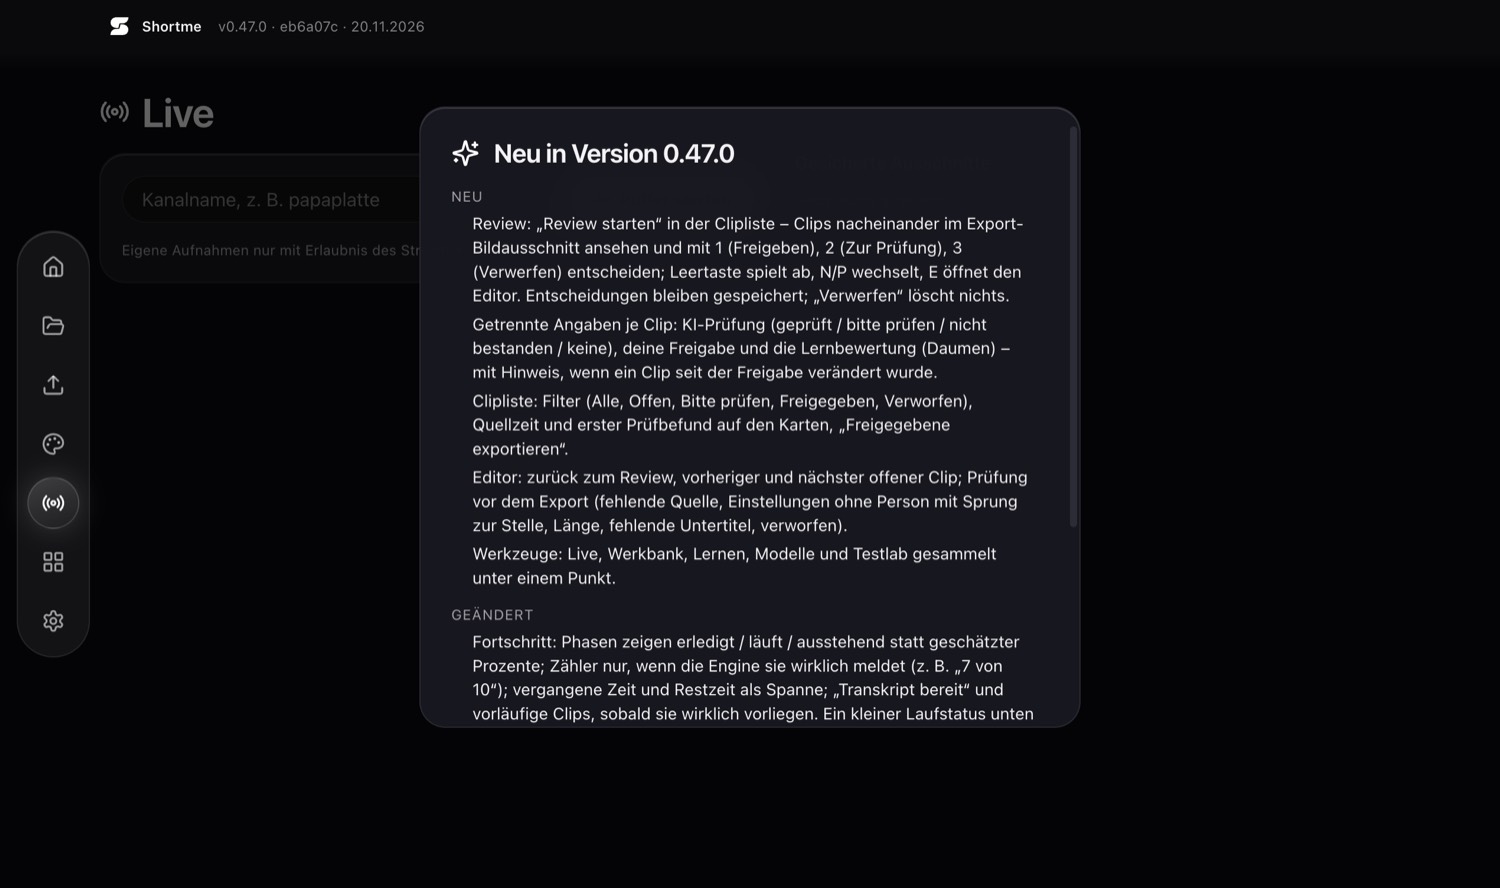 Shortme v0.47.0 · eb6a07c · 20.11.2026
Live
Kanalname, z. B. papaplatte
Eigene Aufnahmen nur mit Erlaubnis des Str
Neu in Version 0.47.0
NEU
Review: „Review starten“ in der Clipliste – Clips nacheinander im Export-
Bildausschnitt ansehen und mit 1 (Freigeben), 2 (Zur Prüfung), 3
(Verwerfen) entscheiden; Leertaste spielt ab, N/P wechselt, E öffnet den
Editor. Entscheidungen bleiben gespeichert; „Verwerfen“ löscht nichts.
Getrennte Angaben je Clip: KI-Prüfung (geprüft / bitte prüfen / nicht
bestanden / keine), deine Freigabe und die Lernbewertung (Daumen) –
mit Hinweis, wenn ein Clip seit der Freigabe verändert wurde.
Clipliste: Filter (Alle, Offen, Bitte prüfen, Freigegeben, Verworfen),
Quellzeit und erster Prüfbefund auf den Karten, „Freigegebene
exportieren“.
Editor: zurück zum Review, vorheriger und nächster offener Clip; Prüfung
vor dem Export (fehlende Quelle, Einstellungen ohne Person mit Sprung
zur Stelle, Länge, fehlende Untertitel, verworfen).
Werkzeuge: Live, Werkbank, Lernen, Modelle und Testlab gesammelt
unter einem Punkt.
GEÄNDERT
Fortschritt: Phasen zeigen erledigt / läuft / ausstehend statt geschätzter
Prozente; Zähler nur, wenn die Engine sie wirklich meldet (z. B. „7 von
10“); vergangene Zeit und Restzeit als Spanne; „Transkript bereit“ und
vorläufige Clips, sobald sie wirklich vorliegen. Ein kleiner Laufstatus unten